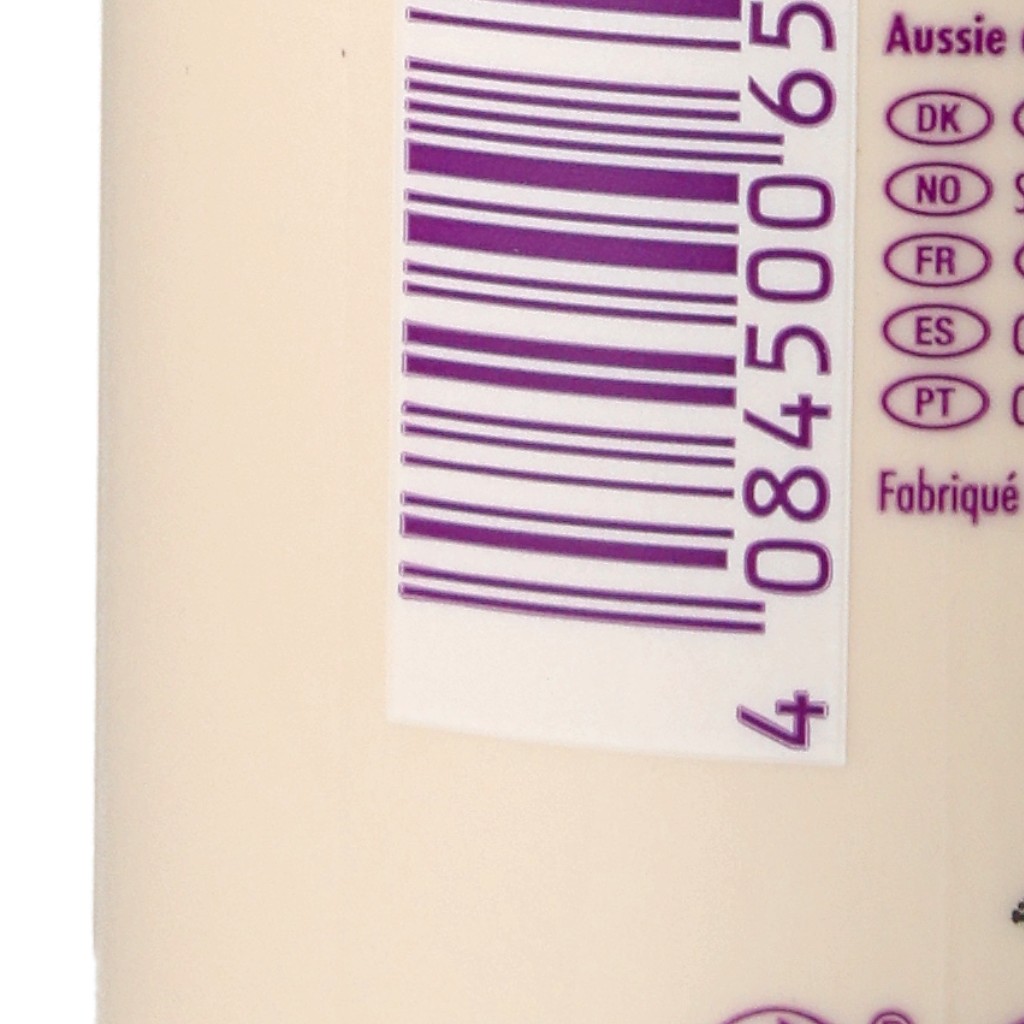 4 084500 65
Aussie
DK
NO
FR
ES
PT
Fabriqué
®